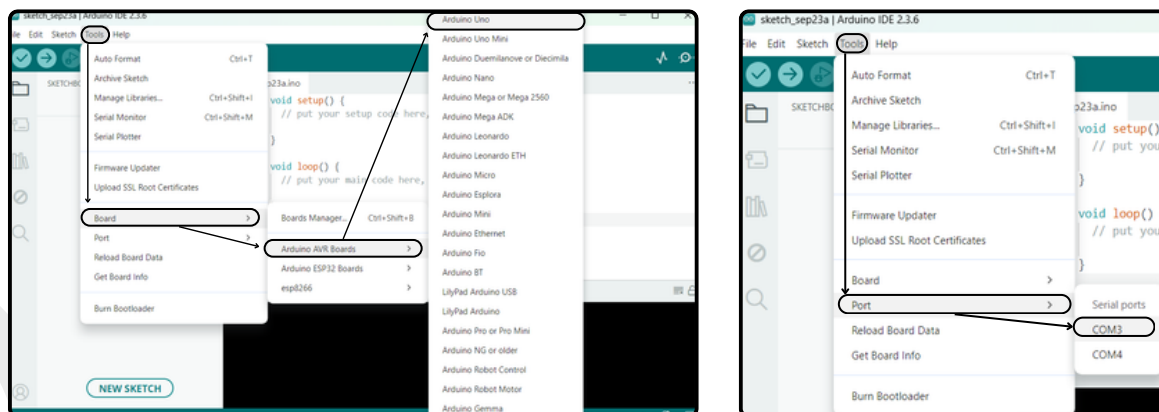 sketch_sep23a | Arduino IDE 2.3.6
File Edit Sketch Tools Help
SKETCHBO
p23a.ino
Auto Format Ctrl+T
Archive Sketch
Manage Libraries... Ctrl+Shift+I
Serial Monitor Ctrl+Shift+M
Serial Plotter
Firmware Updater
Upload SSL Root Certificates
Board
Port
Reload Board Data
Get Board Info
Burn Bootloader
NEW SKETCH
void setup() {
// put your setup code here,
}
void loop() {
// put your main code here,
Boards Manager... Ctrl+Shift+B
Arduino AVR Boards
Arduino ESP32 Boards
esp8266
Arduino Uno
Arduino Uno Mini
Arduino Duemilanove or Diecimila
Arduino Nano
Arduino Mega or Mega 2560
Arduino Mega ADK
Arduino Leonardo
Arduino Leonardo ETH
Arduino Micro
Arduino Esplora
Arduino Mini
Arduino Ethernet
Arduino Fio
Arduino BT
LilyPad Arduino USB
LilyPad Arduino
Arduino Pro or Pro Mini
Arduino NG or older
Arduino Robot Control
Arduino Robot Motor
Arduino Gemma
sketch_sep23a | Arduino IDE 2.3.6
File Edit Sketch Tools Help
SKETCHBO
p23a.ino
Auto Format Ctrl+T
Archive Sketch
Manage Libraries... Ctrl+Shift+I
Serial Monitor Ctrl+Shift+M
Serial Plotter
Firmware Updater
Upload SSL Root Certificates
Board
Port
Reload Board Data
Get Board Info
Burn Bootloader
void setup()
// put you
}
void loop()
// put you
}
Serial ports
COM3
COM4